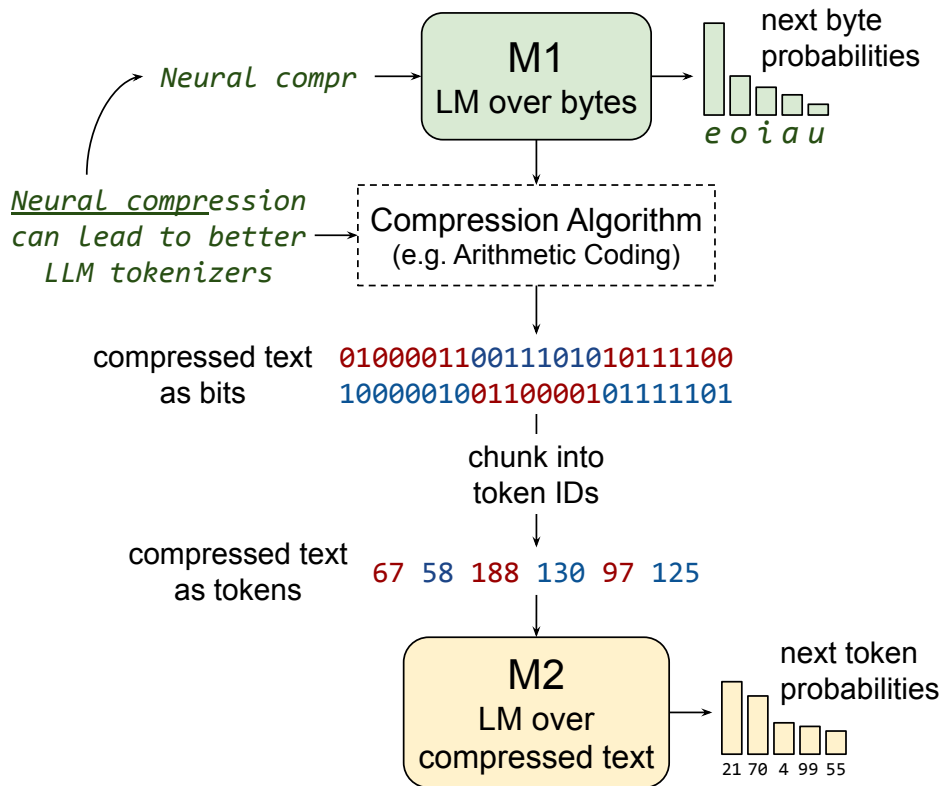 next byte
probabilities
M1
LM over bytes
Neural compr
e o i a u
Neural compression
can lead to better
LLM tokenizers
Compression Algorithm
(e.g. Arithmetic Coding)
compressed text
as bits
010000110011101010111100
100000100110000101111101
chunk into
token IDs
compressed text
as tokens
67 58 188 130 97 125
M2
LM over
compressed text
next token
probabilities
21 70 4 99 55